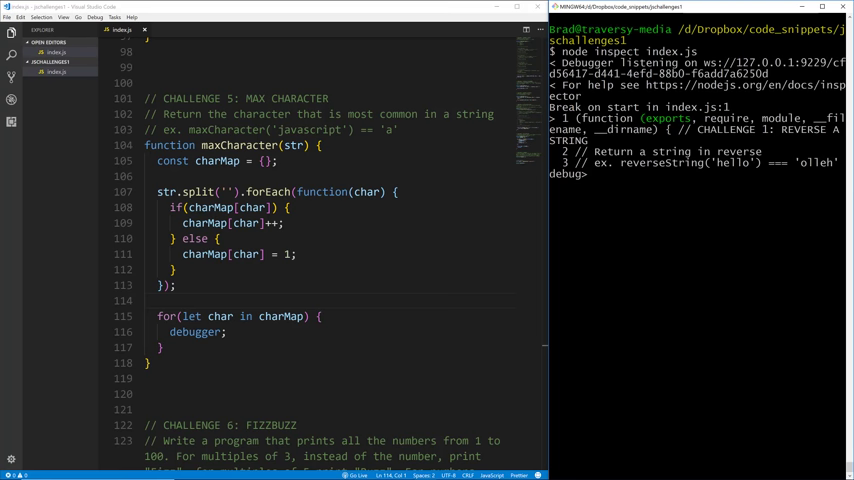 index.js - jschallenges1 - Visual Studio Code
File Edit Selection View Go Debug Tasks Help
EXPLORER
OPEN EDITORS
JS index.js
JSCHALLENGES1
JS index.js
JS index.js
98
99
100
101 // CHALLENGE 5: MAX CHARACTER
102 // Return the character that is most common in a string
103 // ex. maxCharacter('javascript') == 'a'
104 function maxCharacter(str) {
105 const charMap = {};
106
107 str.split('').forEach(function(char) {
108 if(charMap[char]) {
109 charMap[char]++;
110 } else {
111 charMap[char] = 1;
112 }
113 });
114
115 for(let char in charMap) {
116 debugger;
117 }
118 }
119
120
121
122 // CHALLENGE 6: FIZZBUZZ
123 // Write a program that prints all the numbers from 1 to
100. For multiples of 3, instead of the number, print
0 0
Go Live Ln 114, Col 1 Spaces: 2 UTF-8 CRLF JavaScript Prettier
MINGW64:/d/Dropbox/code_snippets/jschallenges1
Brad@traversy-media /d/Dropbox/code_snippets/j
schallenges1
$ node inspect index.js
< Debugger listening on ws://127.0.0.1:9229/cf
d56417-d441-4efd-88b0-f6add7a6250d
< For help see https://nodejs.org/en/docs/insp
ector
Break on start in index.js:1
> 1 (function (exports, require, module, __fil
ename, __dirname) { // CHALLENGE 1: REVERSE A
STRING
2 // Return a string in reverse
3 // ex. reverseString('hello') === 'olleh'
debug>